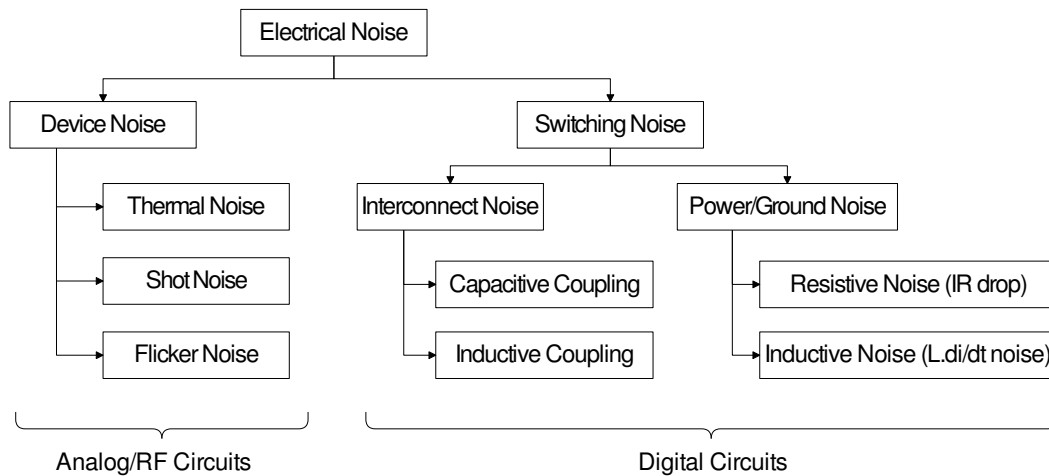 Electrical Noise
Device Noise
Switching Noise
Thermal Noise
Interconnect Noise
Power/Ground Noise
Shot Noise
Capacitive Coupling
Resistive Noise (IR drop)
Flicker Noise
Inductive Coupling
Inductive Noise (L.di/dt noise)
Analog/RF Circuits
Digital Circuits